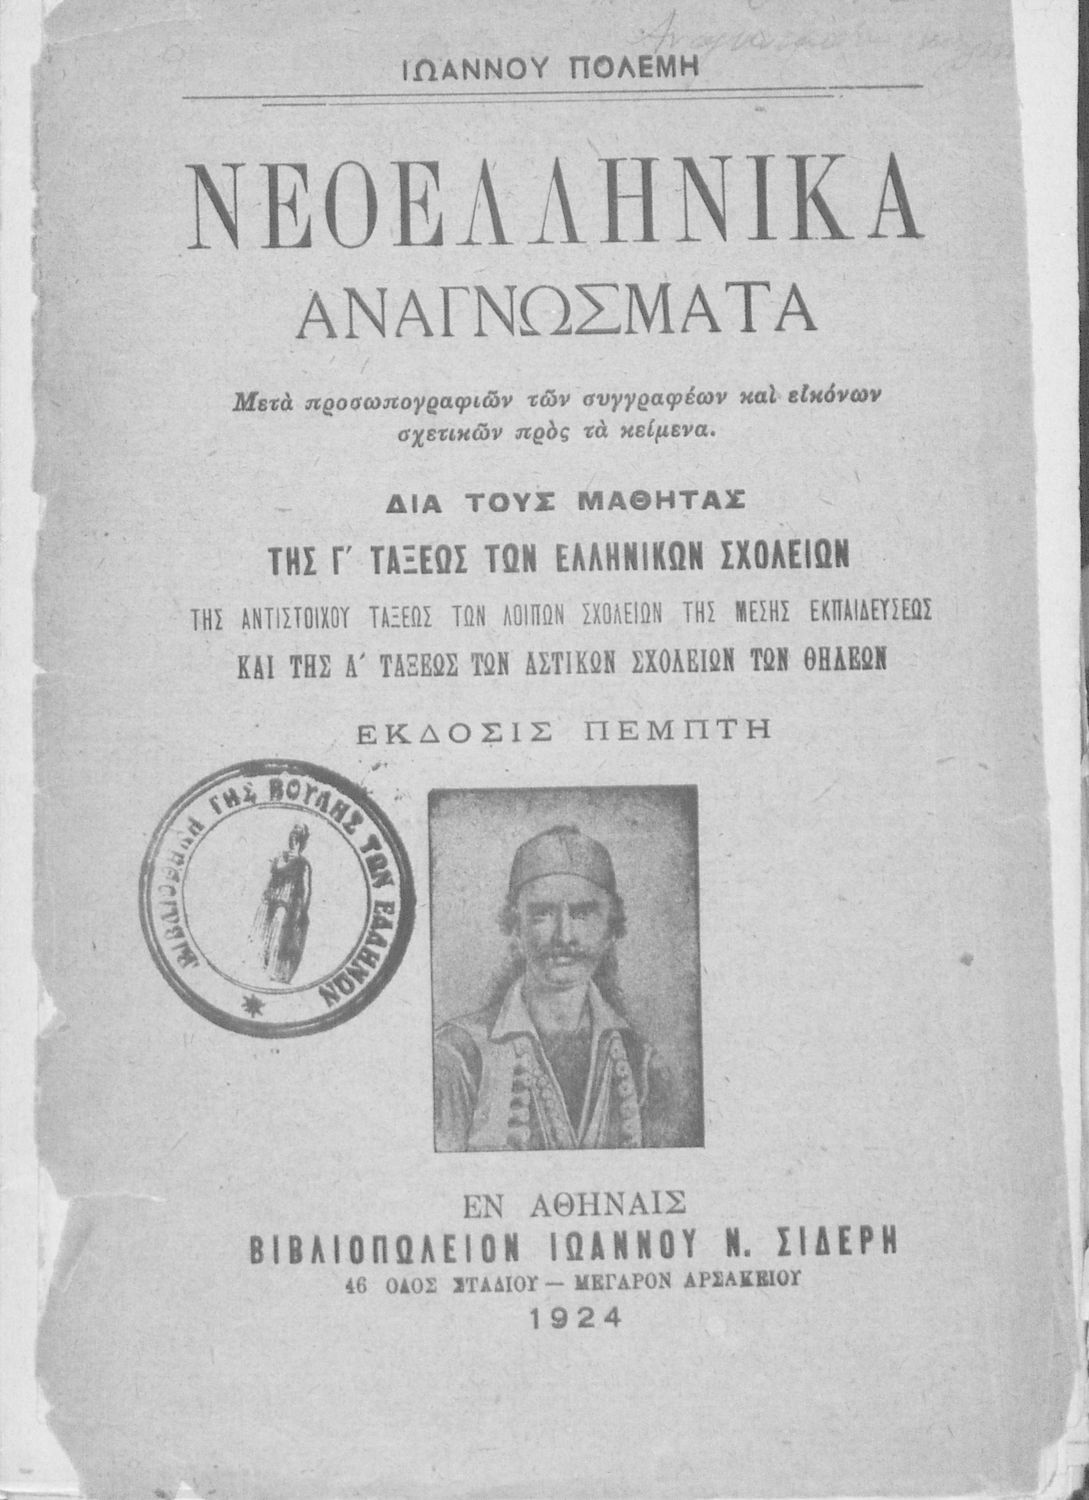 ΙΩΑΝΝΟΥ ΠΟΛΕΜΗ
ΝΕΟΕΛΛΗΝΙΚΑ
ΑΝΑΓΝΩΣΜΑΤΑ
Μετὰ προσωπογραφιῶν τῶν συγγραφέων καὶ εἰκόνων
σχετικῶν πρὸς τὰ κείμενα.
ΔΙΑ ΤΟΥΣ ΜΑΘΗΤΑΣ
ΤΗΣ Γ΄ ΤΑΞΕΩΣ ΤΩΝ ΕΛΛΗΝΙΚΩΝ ΣΧΟΛΕΙΩΝ
ΤΗΣ ΑΝΤΙΣΤΟΙΧΟΥ ΤΑΞΕΩΣ ΤΩΝ ΛΟΙΠΩΝ ΣΧΟΛΕΙΩΝ ΤΗΣ ΜΕΣΗΣ ΕΚΠΑΙΔΕΥΣΕΩΣ
ΚΑΙ ΤΗΣ Α΄ ΤΑΞΕΩΣ ΤΩΝ ΑΣΤΙΚΩΝ ΣΧΟΛΕΙΩΝ ΤΩΝ ΘΗΛΕΩΝ
ΕΚΔΟΣΙΣ ΠΕΜΠΤΗ
ΒΙΒΛΙΟΘΗΚΗ ΤΗΣ ΒΟΥΛΗΣ ΤΩΝ ΕΛΛΗΝΩΝ
ΕΝ ΑΘΗΝΑΙΣ
ΒΙΒΛΙΟΠΩΛΕΙΟΝ ΙΩΑΝΝΟΥ Ν. ΣΙΔΕΡΗ
46 ΟΔΟΣ ΣΤΑΔΙΟΥ — ΜΕΓΑΡΟΝ ΑΡΣΑΚΕΙΟΥ
1924